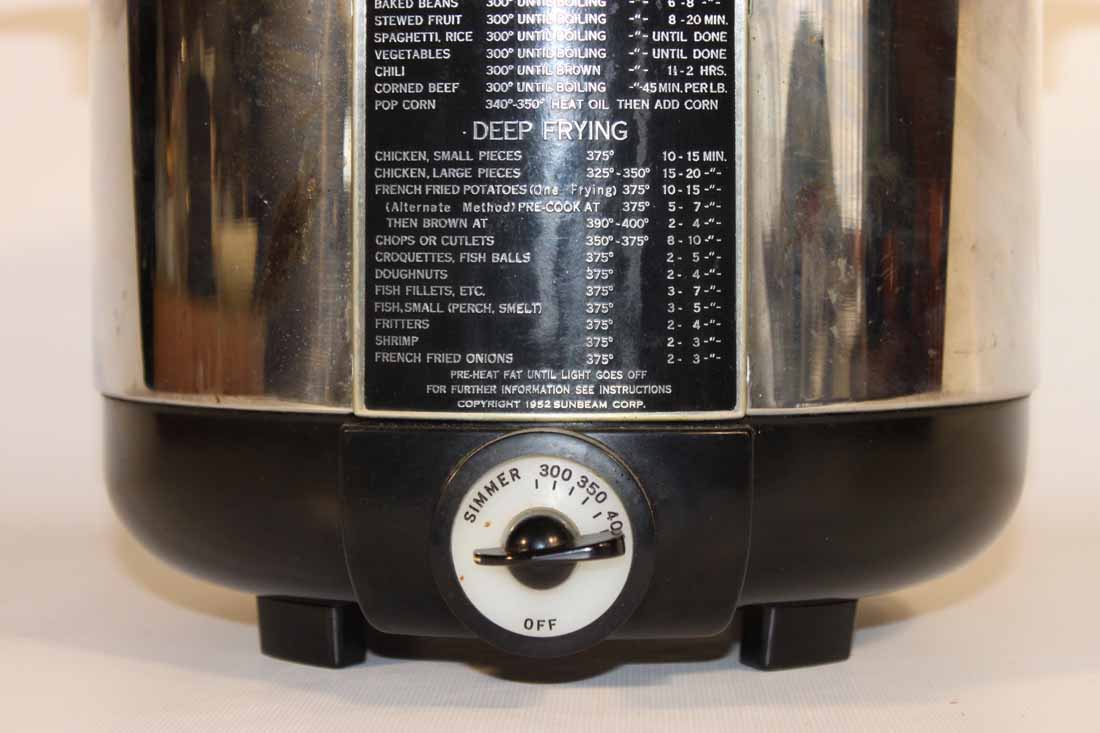 BAKED BEANS 300° UNTIL BOILING -"- 6-8 -"-
STEWED FRUIT 300° UNTIL BOILING -"- 8-20 MIN.
SPAGHETTI, RICE 300° UNTIL BOILING -"- UNTIL DONE
VEGETABLES 300° UNTIL BOILING -"- UNTIL DONE
CHILI 300° UNTIL BROWN -"- 1½-2 HRS.
CORNED BEEF 300° UNTIL BOILING -"- 45 MIN. PER LB.
POP CORN 340°-350° HEAT OIL THEN ADD CORN
DEEP FRYING
CHICKEN, SMALL PIECES 375° 10-15 MIN.
CHICKEN, LARGE PIECES 325°-350° 15-20 -"-
FRENCH FRIED POTATOES (One Frying) 375° 10-15 -"-
(Alternate Method) PRE-COOK AT 375° 5-7 -"-
THEN BROWN AT 390°-400° 2-4 -"-
CHOPS OR CUTLETS 350°-375° 8-10 -"-
CROQUETTES, FISH BALLS 375° 2-5 -"-
DOUGHNUTS 375° 2-4 -"-
FISH FILLETS, ETC. 375° 3-7 -"-
FISH, SMALL (PERCH, SMELT) 375° 3-5 -"-
FRITTERS 375° 2-4 -"-
SHRIMP 375° 2-3 -"-
FRENCH FRIED ONIONS 375° 2-3 -"-
PRE-HEAT FAT UNTIL LIGHT GOES OFF
FOR FURTHER INFORMATION SEE INSTRUCTIONS
COPYRIGHT 1952 SUNBEAM CORP.
SIMMER 300 350 400
OFF